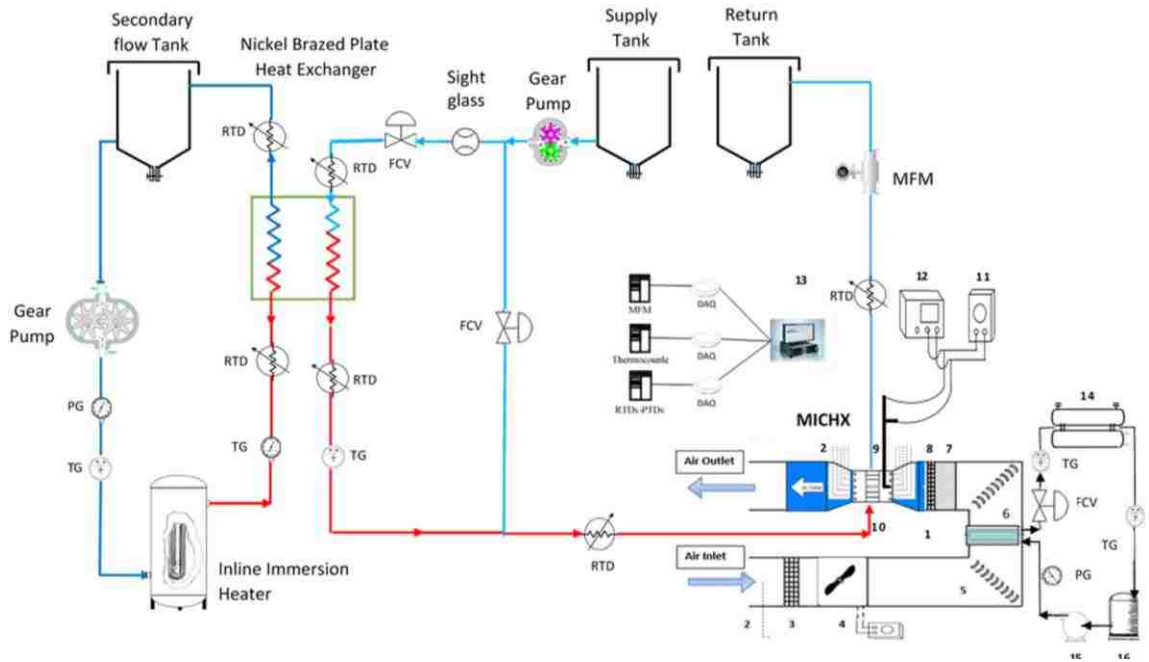 Secondary
flow Tank
Nickel Brazed Plate
Heat Exchanger
Sight
glass
Gear
Pump
Supply
Tank
Return
Tank
RTD
RTD
FCV
MFM
Gear
Pump
FCV
RTD
13
12
11
MFM
DAQ
Thermocouple
DAQ
RTDs-PTDs
DAQ
RTD
RTD
PG
TG
TG
TG
MICHX
14
TG
FCV
TG
PG
2
9
8
7
Air Outlet
6
10
1
Inline Immersion
Heater
RTD
Air Inlet
5
2
3
4
15
16